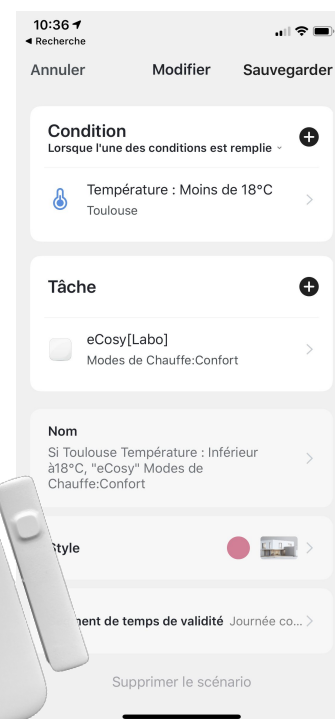 10:36
Recherche
Annuler Modifier Sauvegarder
Condition
Lorsque l'une des conditions est remplie
Température : Moins de 18°C
Toulouse
Tâche
eCosy[Labo]
Modes de Chauffe:Confort
Nom
Si Toulouse Température : Inférieur
à18°C, "eCosy" Modes de
Chauffe:Confort
Style
de temps de validité Journée co...
Supprimer le scénario